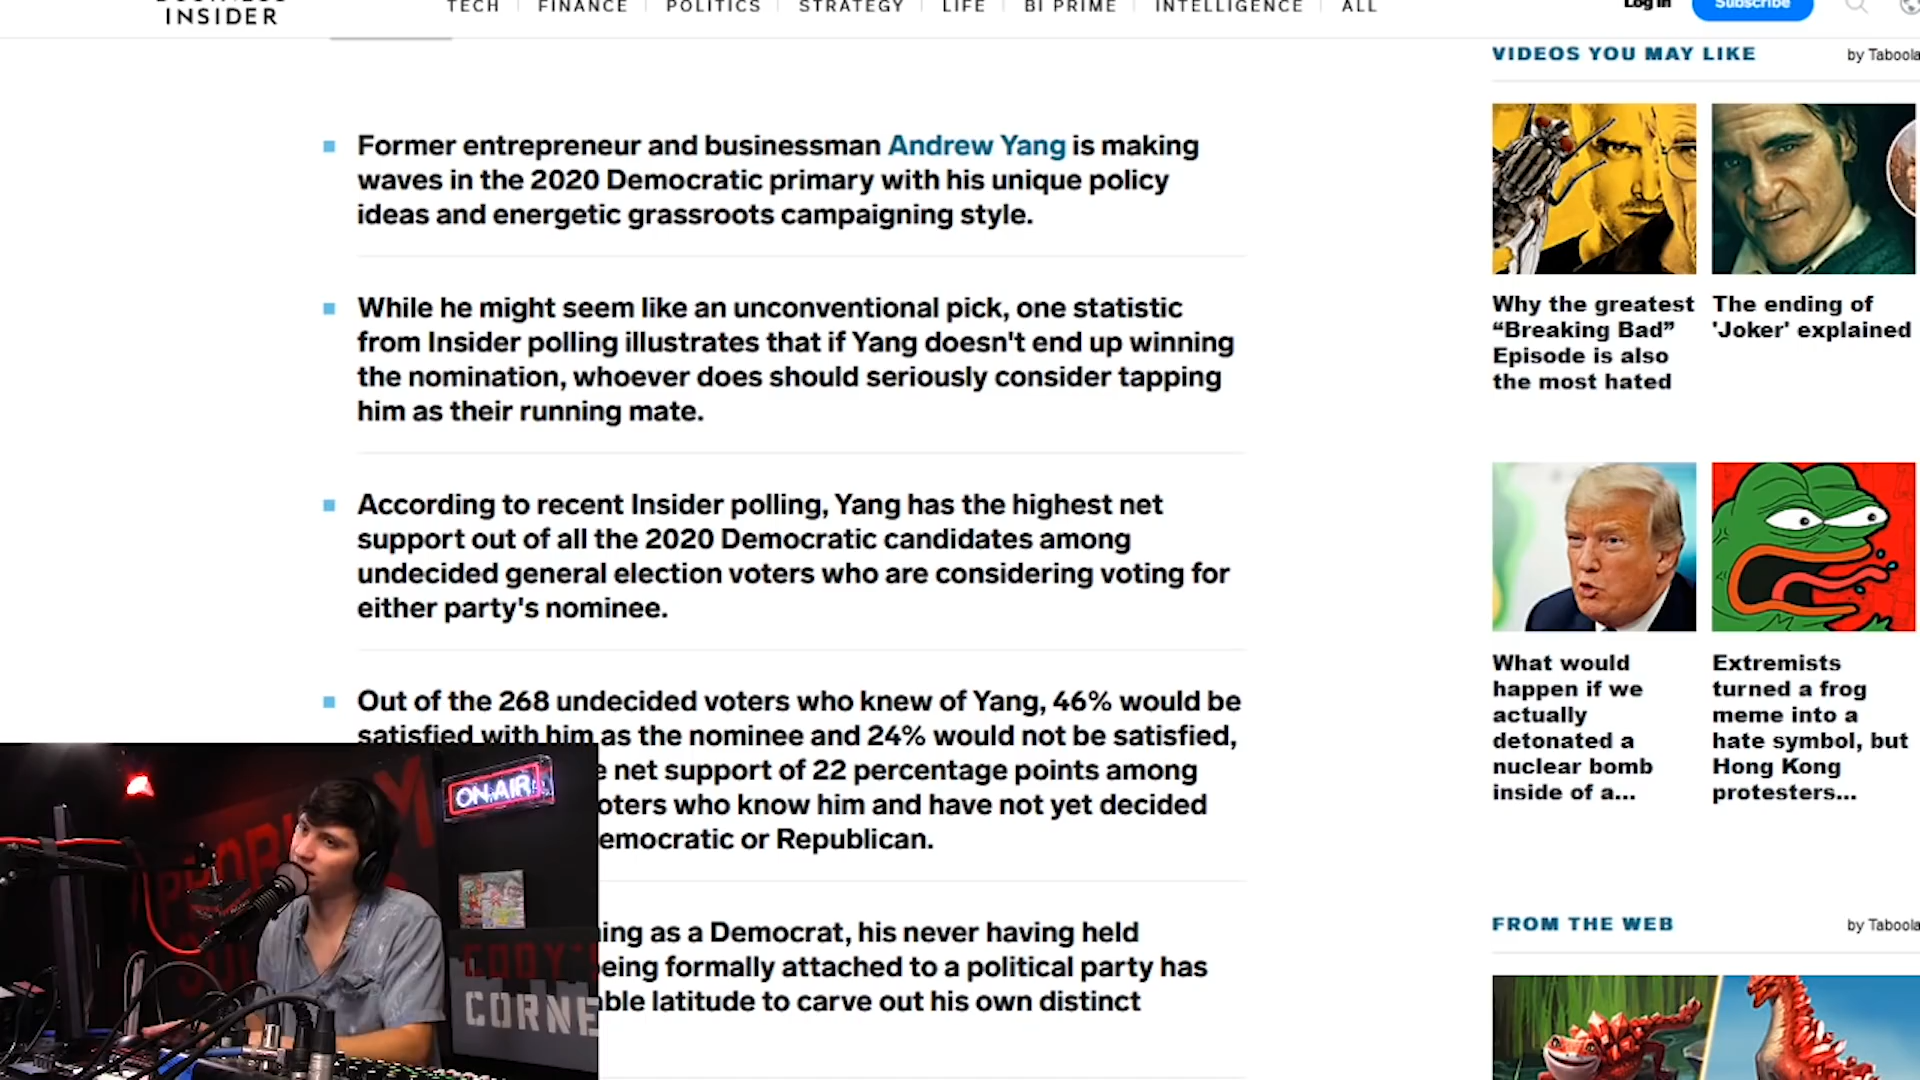 INSIDER
TECH
FINANCE
POLITICS
STRATEGY
LIFE
BI PRIME
INTELLIGENCE
ALL
Log In
Subscribe
Former entrepreneur and businessman Andrew Yang is making
waves in the 2020 Democratic primary with his unique policy
ideas and energetic grassroots campaigning style.
While he might seem like an unconventional pick, one statistic
from Insider polling illustrates that if Yang doesn't end up winning
the nomination, whoever does should seriously consider tapping
him as their running mate.
According to recent Insider polling, Yang has the highest net
support out of all the 2020 Democratic candidates among
undecided general election voters who are considering voting for
either party's nominee.
Out of the 268 undecided voters who knew of Yang, 46% would be
satisfied with him as the nominee and 24% would not be satisfied,
e net support of 22 percentage points among
oters who know him and have not yet decided
emocratic or Republican.
ing as a Democrat, his never having held
eing formally attached to a political party has
ble latitude to carve out his own distinct
VIDEOS YOU MAY LIKE
by Taboola
Why the greatest
“Breaking Bad”
Episode is also
the most hated
The ending of
'Joker' explained
What would
happen if we
actually
detonated a
nuclear bomb
inside of a...
Extremists
turned a frog
meme into a
hate symbol, but
Hong Kong
protesters...
FROM THE WEB
by Taboola
ON AIR
CODY'S
CORNE